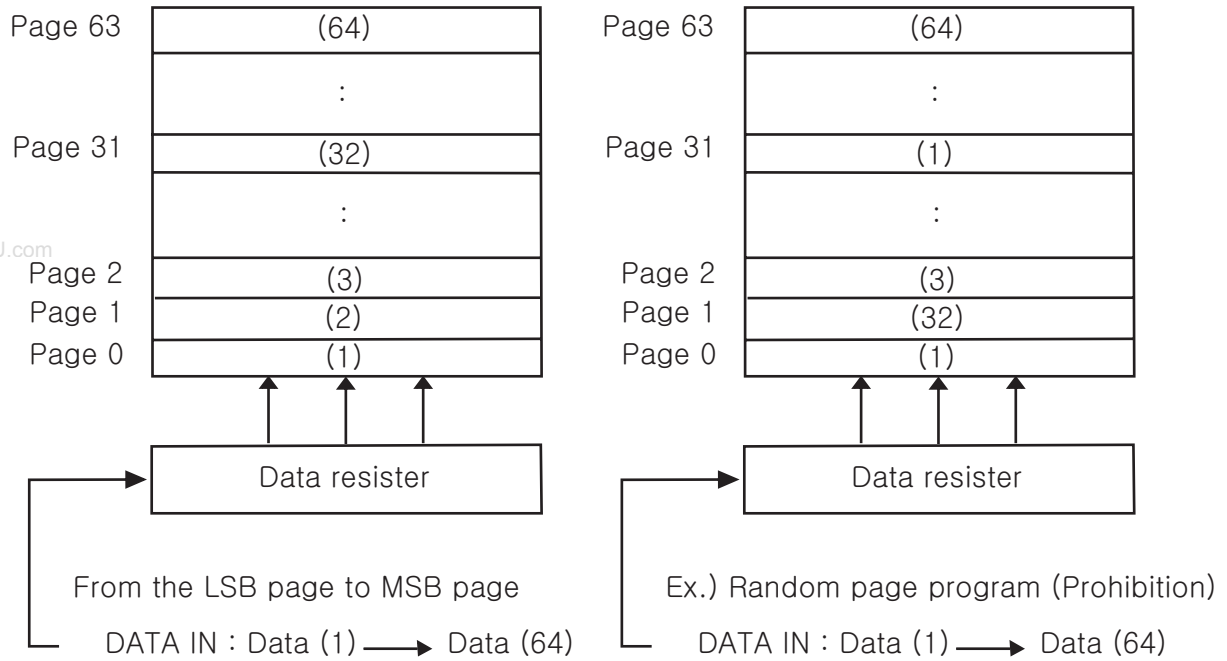 Page 63 (64)
:
Page 31 (32)
:
Page 2 (3)
Page 1 (2)
Page 0 (1)
Data resister
From the LSB page to MSB page
DATA IN : Data (1) Data (64)
Page 63 (64)
:
Page 31 (1)
:
Page 2 (3)
Page 1 (32)
Page 0 (1)
Data resister
Ex.) Random page program (Prohibition)
DATA IN : Data (1) Data (64)
J.com